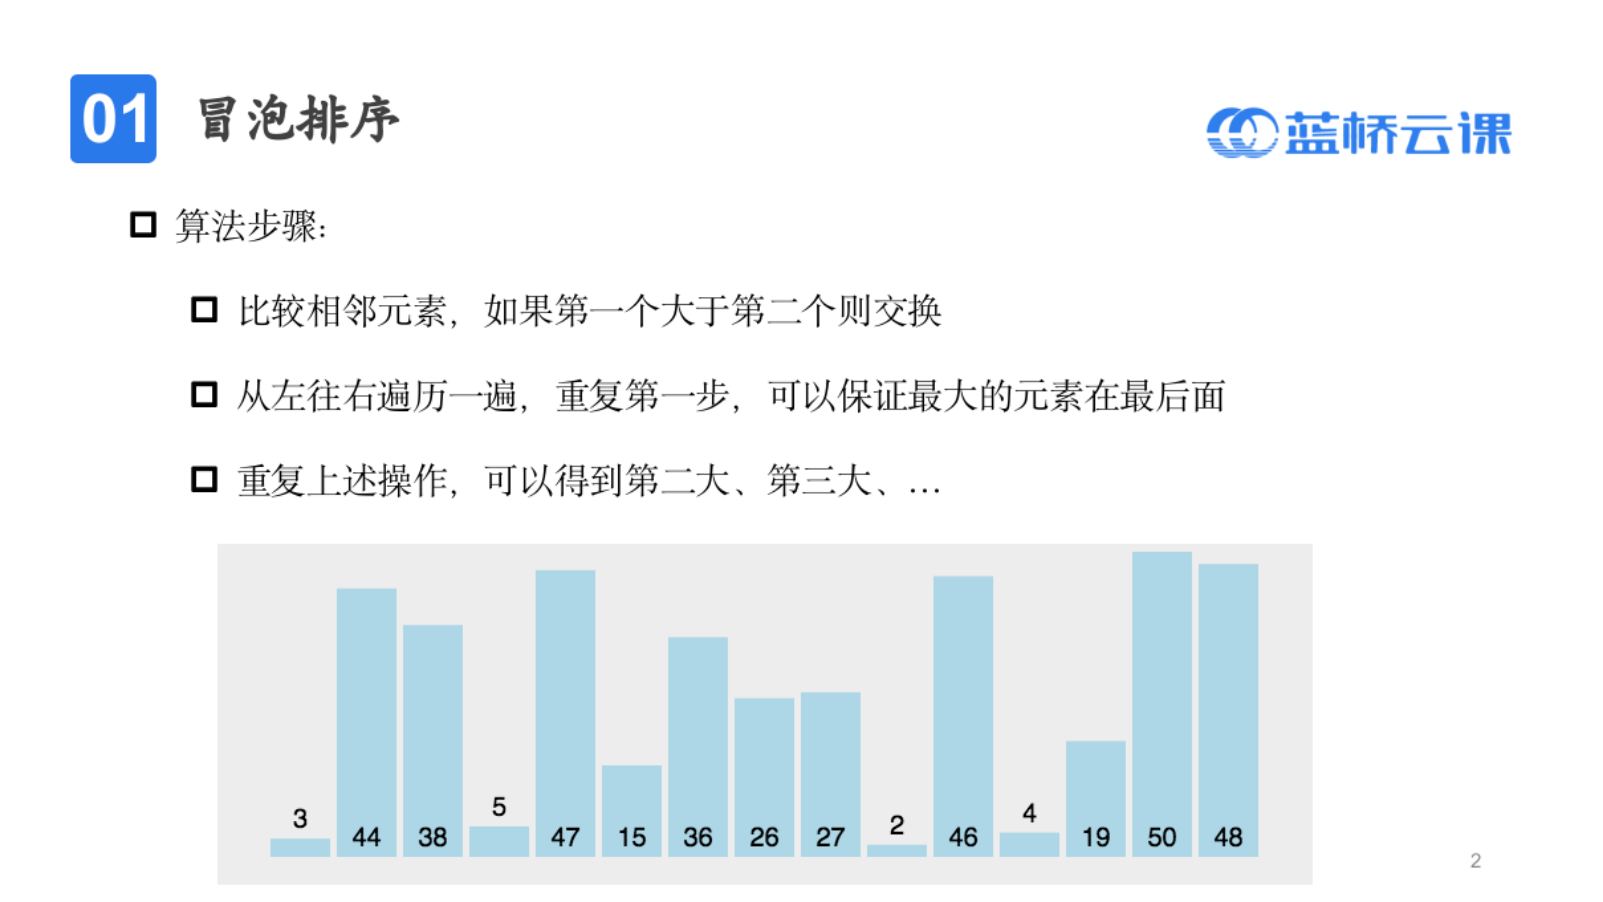 01 冒泡排序
蓝桥云课
算法步骤:
比较相邻元素，如果第一个大于第二个则交换
从左往右遍历一遍，重复第一步，可以保证最大的元素在最后面
重复上述操作，可以得到第二大、第三大、…
3 44 38 5 47 15 36 26 27 2 46 4 19 50 48
2